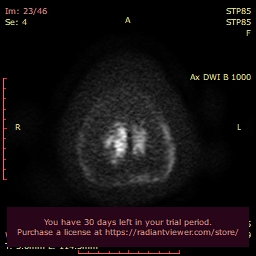 Im: 23/46
Se: 4
A
STP85
STP85
F
Ax DWI B 1000
R
L
You have 30 days left in your trial period.
Purchase a license at https://radiantviewer.com/store/